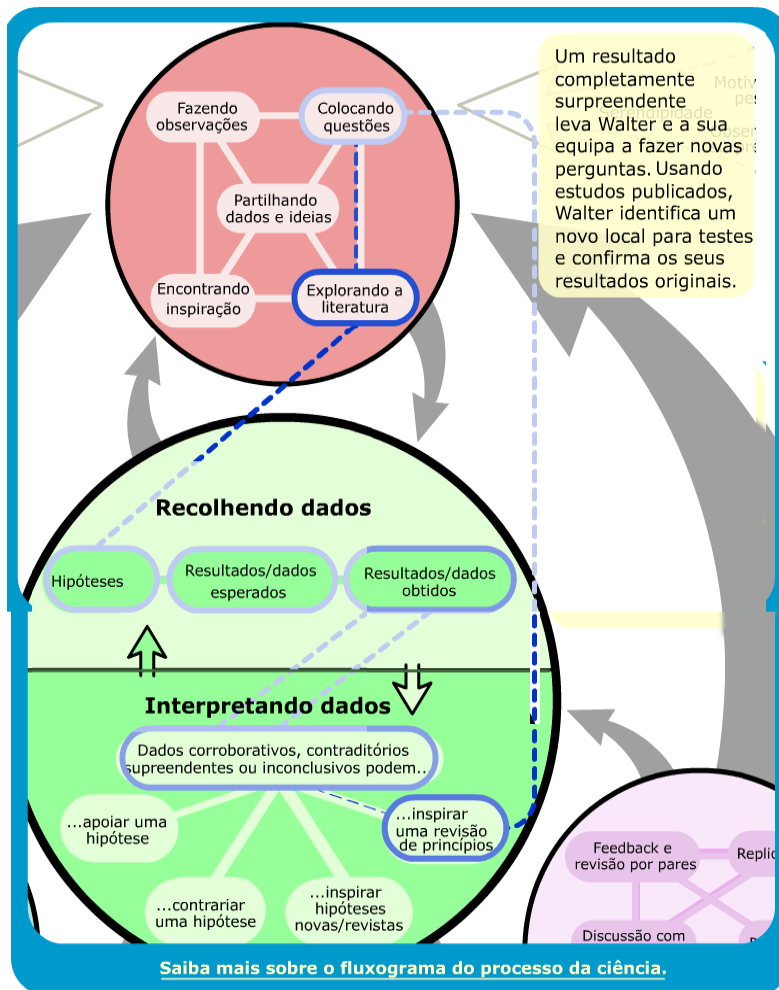 Um resultado
completamente
surpreendente
leva Walter e a sua
equipa a fazer novas
perguntas. Usando
estudos publicados,
Walter identifica um
novo local para testes
e confirma os seus
resultados originais.
Serendipidade
Fazendo
observações
Colocando
questões
Partilhando
dados e ideias
Encontrando
inspiração
Explorando a
literatura
Recolhendo dados
Hipóteses
Resultados/dados
esperados
Resultados/dados
obtidos
Interpretando dados
Dados corroborativos, contraditórios
supreendentes ou inconclusivos podem...
...apoiar uma
hipótese
...inspirar
uma revisão
de princípios
...contrariar
uma hipótese
...inspirar
hipóteses
novas/revistas
Feedback e
revisão por pares
Discussão com
Saiba mais sobre o fluxograma do processo da ciência.